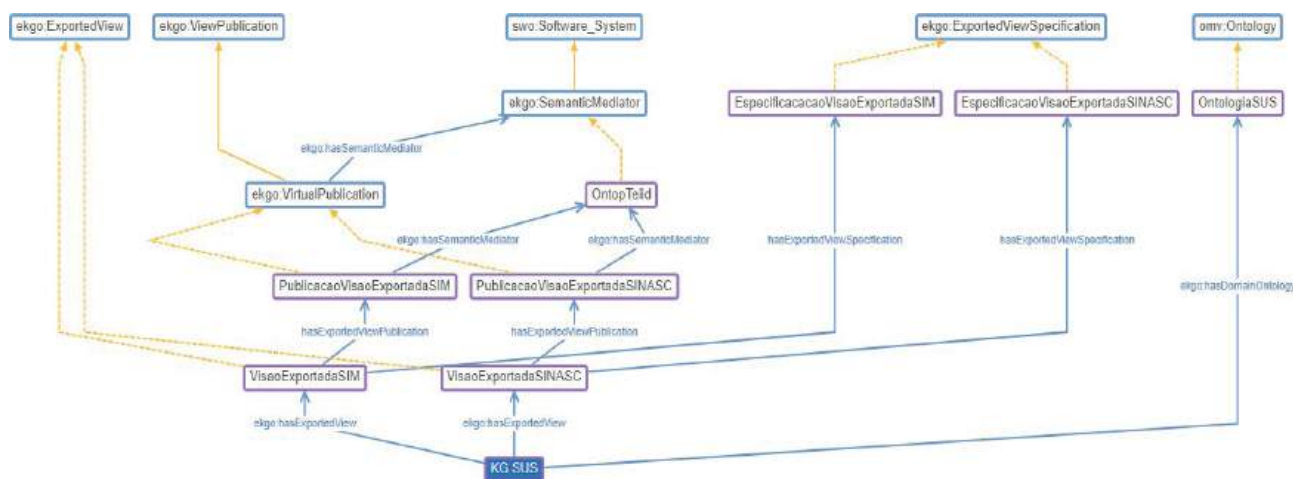 ekgo:ExportedView
ekgo:ViewPublication
swo:Software_System
ekgo:ExportedViewSpecification
omv:Ontology
ekgo:SemanticMediator
EspecificacacaoVisaoExportadaSIM
EspecificacaoVisaoExportadaSINASC
OntologiaSUS
ekgo:hasSemanticMediator
ekgo:VirtualPublication
OntopTeiid
ekgo:hasSemanticMediator
ekgo:hasSemanticMediator
hasExportedViewSpecification
hasExportedViewSpecification
PublicacaoVisaoExportadaSIM
PublicacaoVisaoExportadaSINASC
ekgo:hasDomainOntology
hasExportedViewPublication
hasExportedViewPublication
VisaoExportadaSIM
VisaoExportadaSINASC
ekgo:hasExportedView
ekgo:hasExportedView
KG SUS